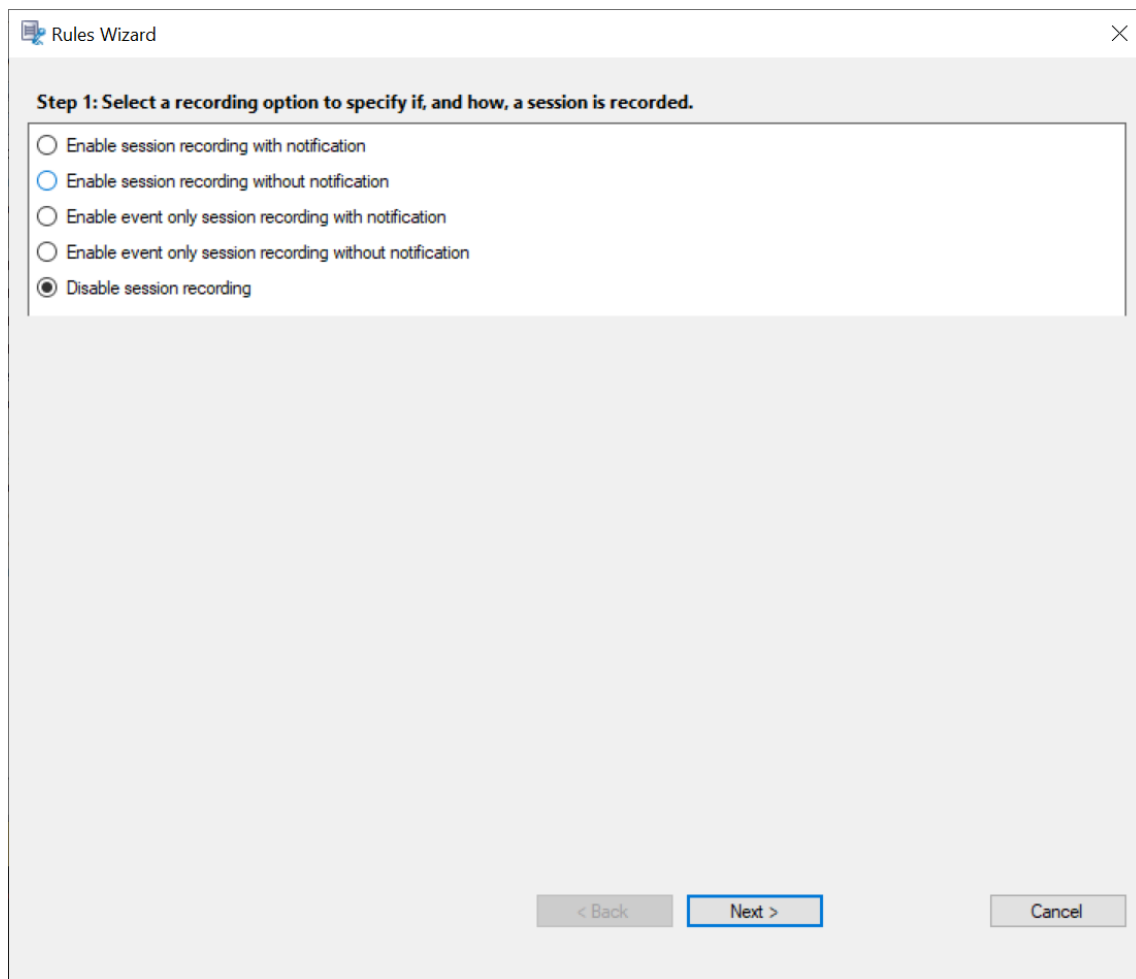 Rules Wizard
Step 1: Select a recording option to specify if, and how, a session is recorded.
Enable session recording with notification
Enable session recording without notification
Enable event only session recording with notification
Enable event only session recording without notification
Disable session recording
< Back
Next >
Cancel